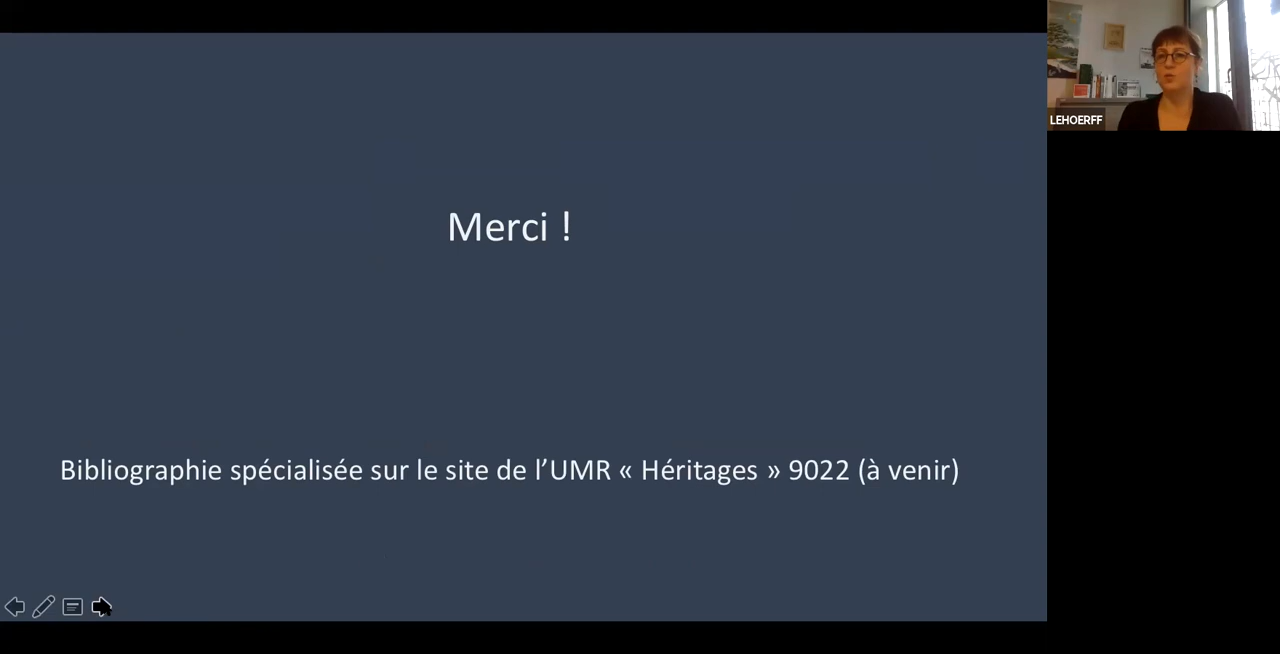 Merci !
Bibliographie spécialisée sur le site de l’UMR « Héritages » 9022 (à venir)
LEHOERFF